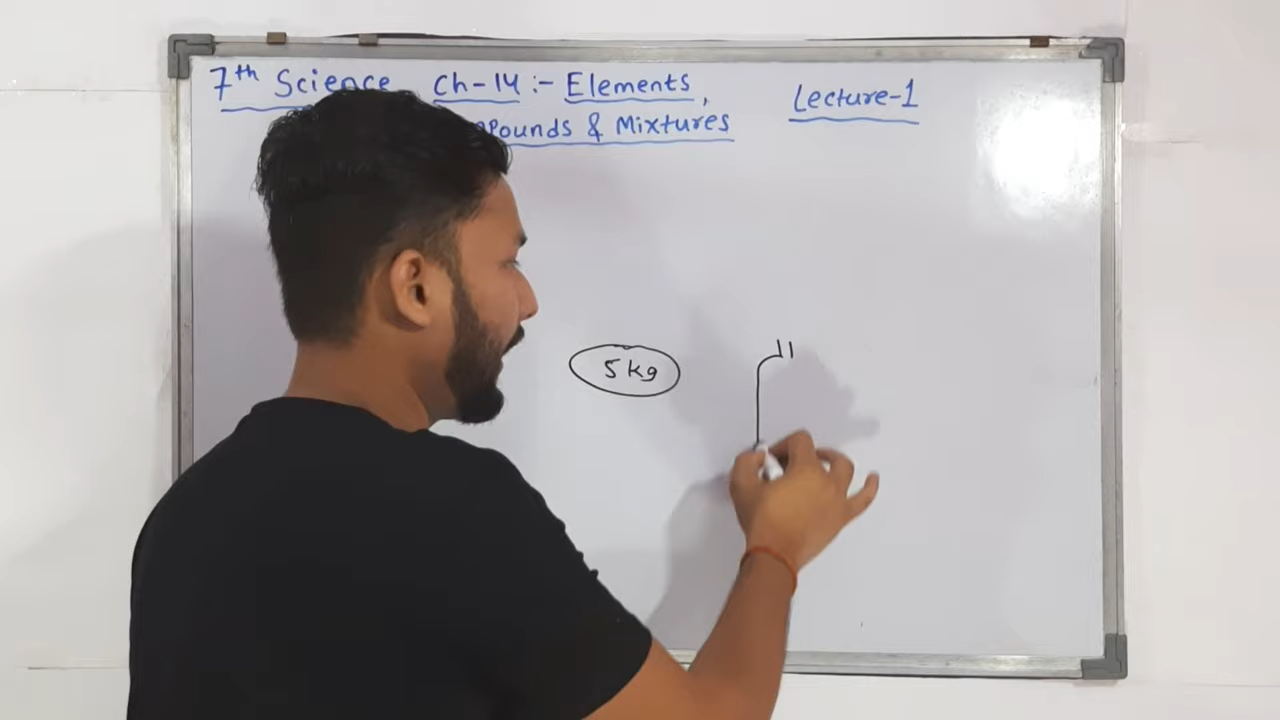 7th Science Ch-14 :- Elements,
& Mixtures
Lecture-1
5 kg